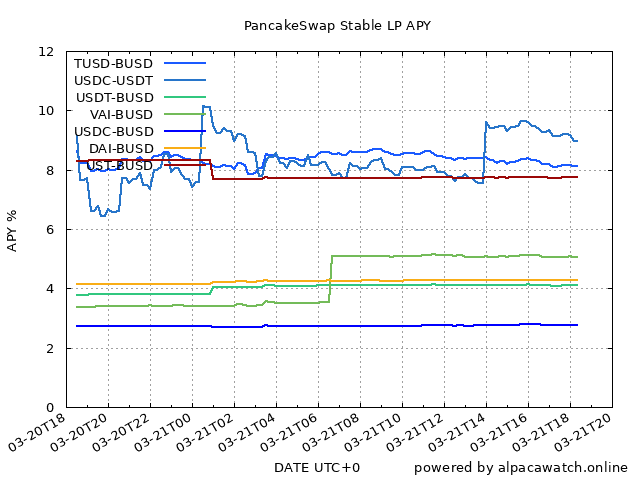 PancakeSwap Stable LP APY
12
10
8
6
4
2
0
APY %
TUSD-BUSD
USDC-USDT
USDT-BUSD
VAI-BUSD
USDC-BUSD
DAI-BUSD
UST-BUSD
03-20T18
03-20T20
03-20T22
03-21T00
03-21T02
03-21T04
03-21T06
03-21T08
03-21T10
03-21T12
03-21T14
03-21T16
03-21T18
03-21T20
DATE UTC+0
powered by alpacawatch.online